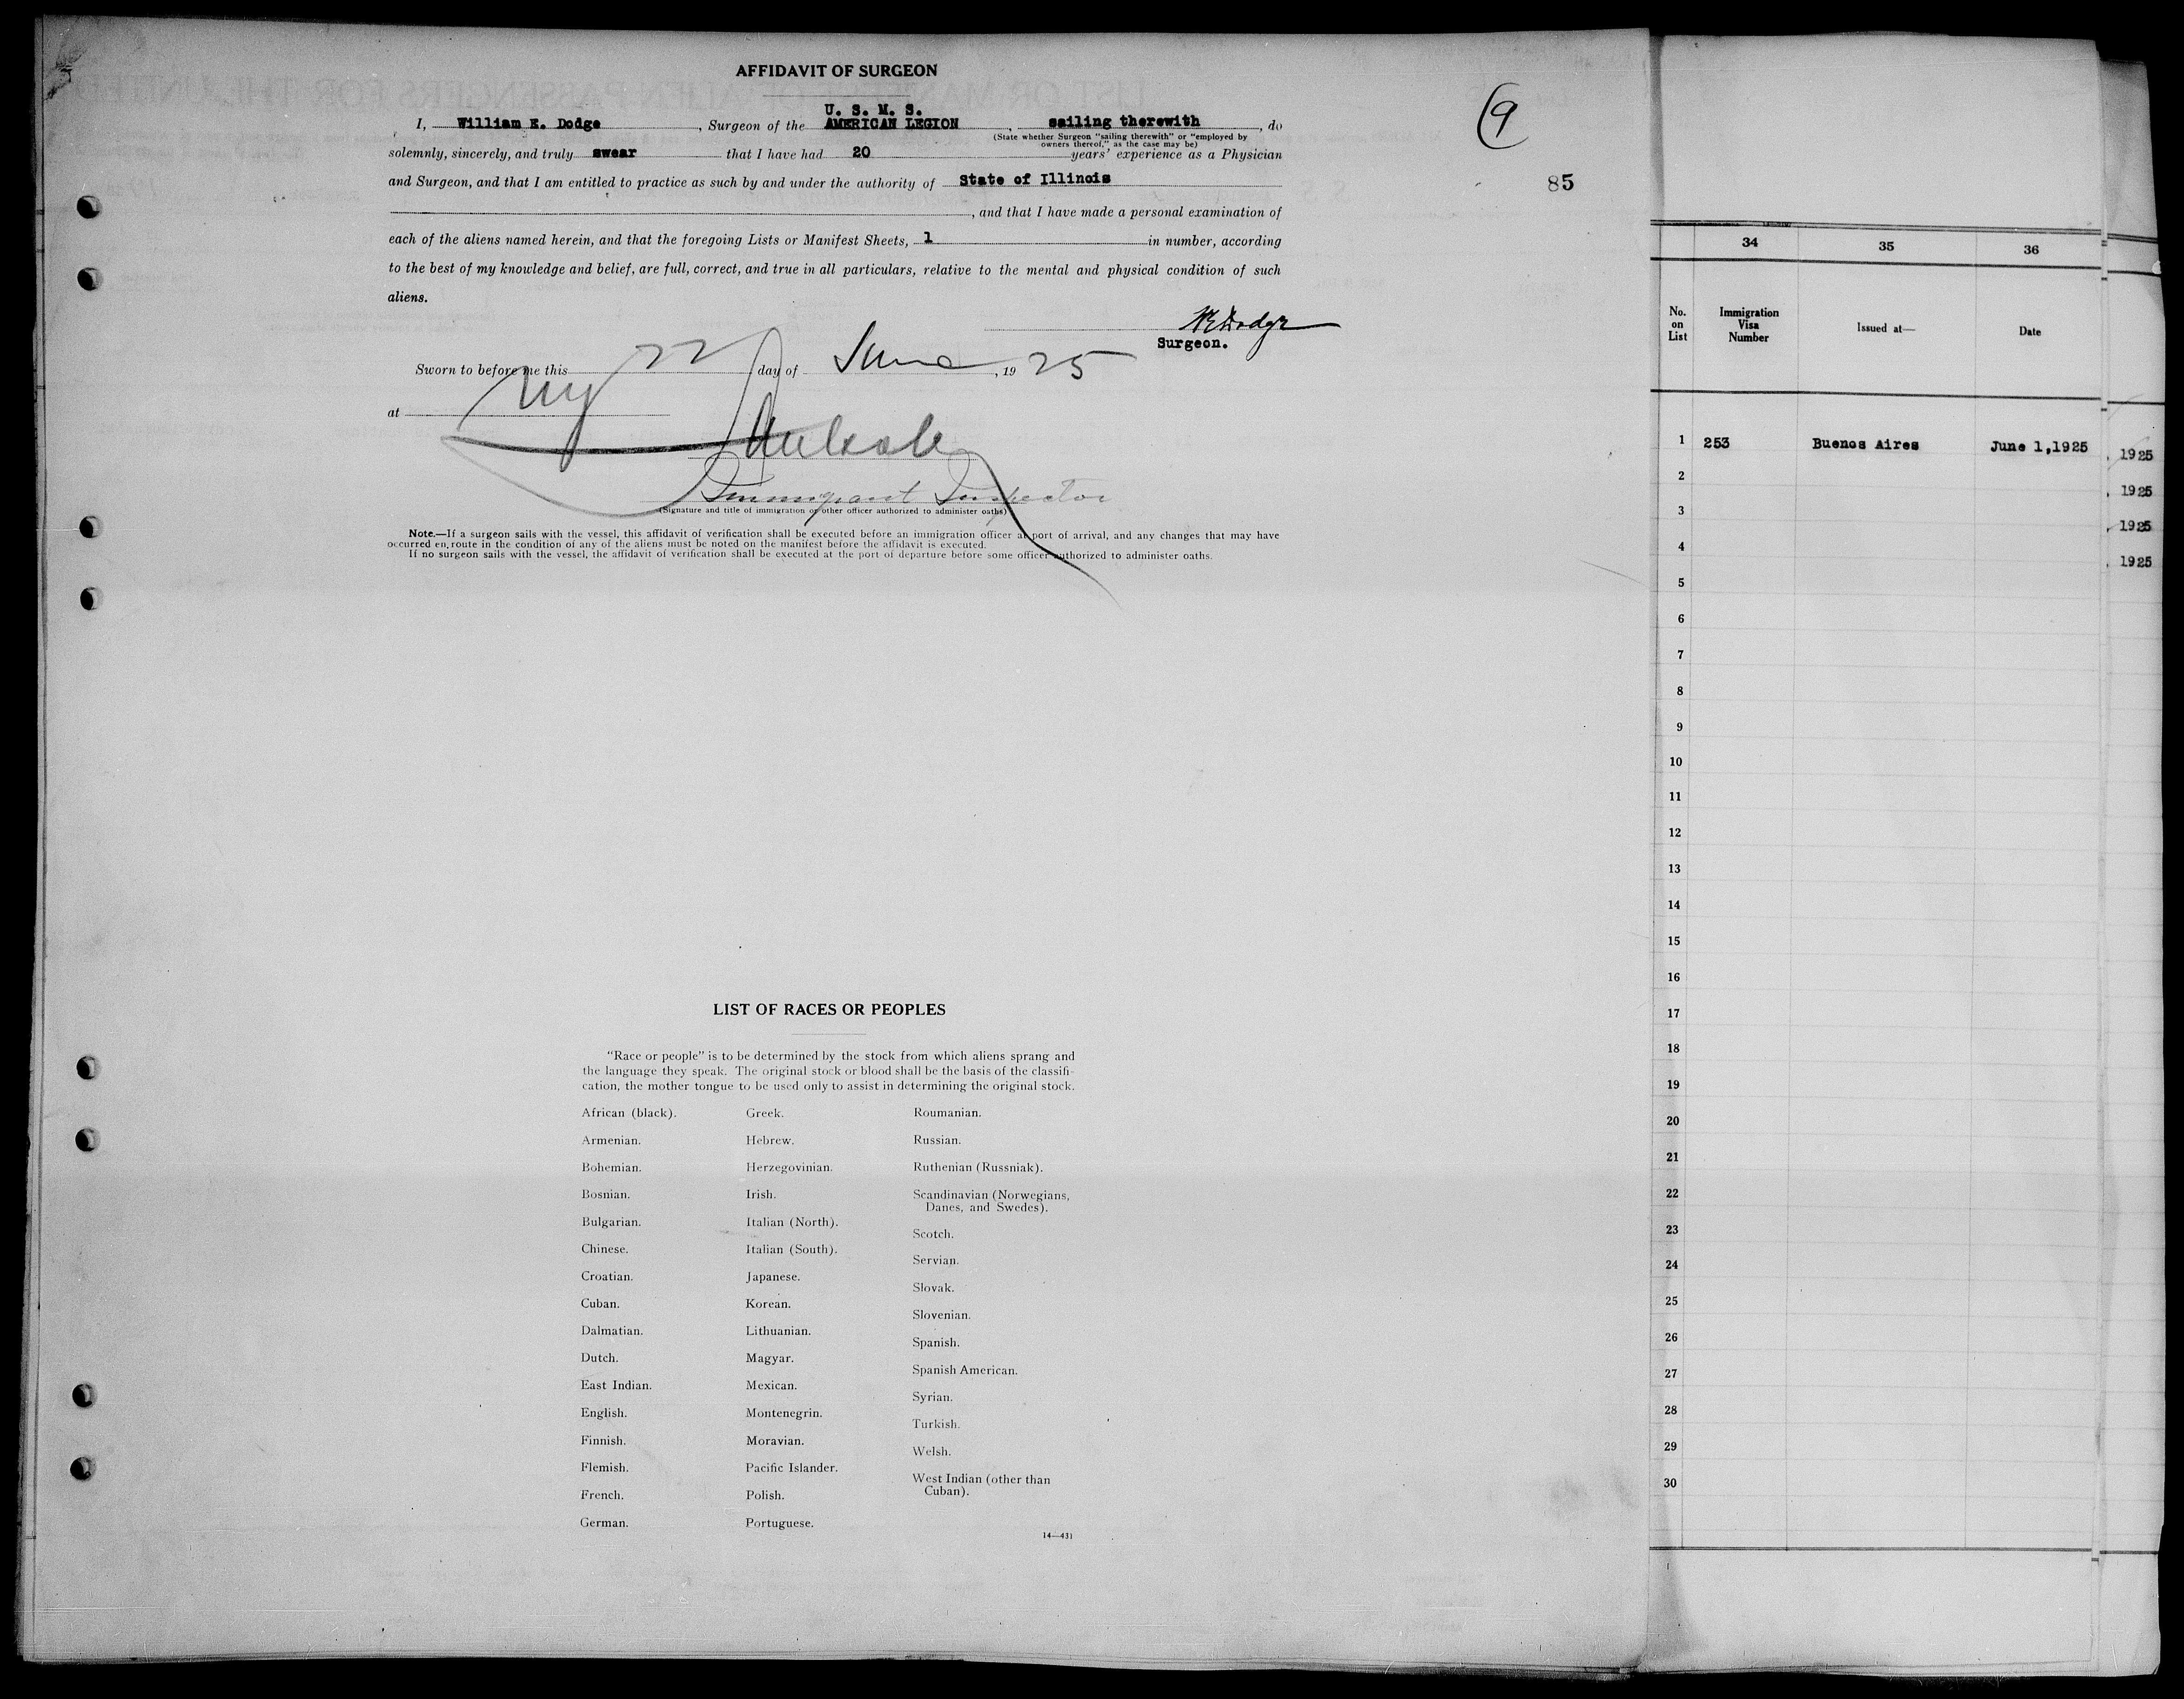 AFFIDAVIT OF SURGEON
U. S. M. S.
I, William E. Dodge, Surgeon of the AMERICAN LEGION, sailing therewith, do
(State whether Surgeon "sailing therewith" or "employed by
owners thereof," as the case may be)
solemnly, sincerely, and truly swear that I have had 20 years' experience as a Physician
and Surgeon, and that I am entitled to practice as such by and under the authority of State of Illinois
, and that I have made a personal examination of
each of the aliens named herein, and that the foregoing Lists or Manifest Sheets, 1 in number, according
to the best of my knowledge and belief, are full, correct, and true in all particulars, relative to the mental and physical condition of such
aliens.
WEDodge
Surgeon.
Sworn to before me this 22 day of June, 1925
at NY
Immigrant Inspector
(Signature and title of immigration or other officer authorized to administer oaths)
Note.—If a surgeon sails with the vessel, this affidavit of verification shall be executed before an immigration officer at port of arrival, and any changes that may have
occurred en route in the condition of any of the aliens must be noted on the manifest before the affidavit is executed.
If no surgeon sails with the vessel, the affidavit of verification shall be executed at the port of departure before some officer authorized to administer oaths.
9
85
LIST OF RACES OR PEOPLES
"Race or people" is to be determined by the stock from which aliens sprang and
the language they speak. The original stock or blood shall be the basis of the classifi-
cation, the mother tongue to be used only to assist in determining the original stock.
African (black).
Armenian.
Bohemian.
Bosnian.
Bulgarian.
Chinese.
Croatian.
Cuban.
Dalmatian.
Dutch.
East Indian.
English.
Finnish.
Flemish.
French.
German.
Greek.
Hebrew.
Herzegovinian.
Irish.
Italian (North).
Italian (South).
Japanese.
Korean.
Lithuanian.
Magyar.
Mexican.
Montenegrin.
Moravian.
Pacific Islander.
Polish.
Portuguese.
Roumanian.
Russian.
Ruthenian (Russniak).
Scandinavian (Norwegians,
Danes, and Swedes).
Scotch.
Servian.
Slovak.
Slovenian.
Spanish.
Spanish American.
Syrian.
Turkish.
Welsh.
West Indian (other than
Cuban).
14—431
34 35 36
No.
on
List
Immigration
Visa
Number
Issued at—
Date
1 253 Buenos Aires June 1,1925
2
3
4
5
6
7
8
9
10
11
12
13
14
15
16
17
18
19
20
21
22
23
24
25
26
27
28
29
30
, 1925
, 1925
, 1925
, 1925